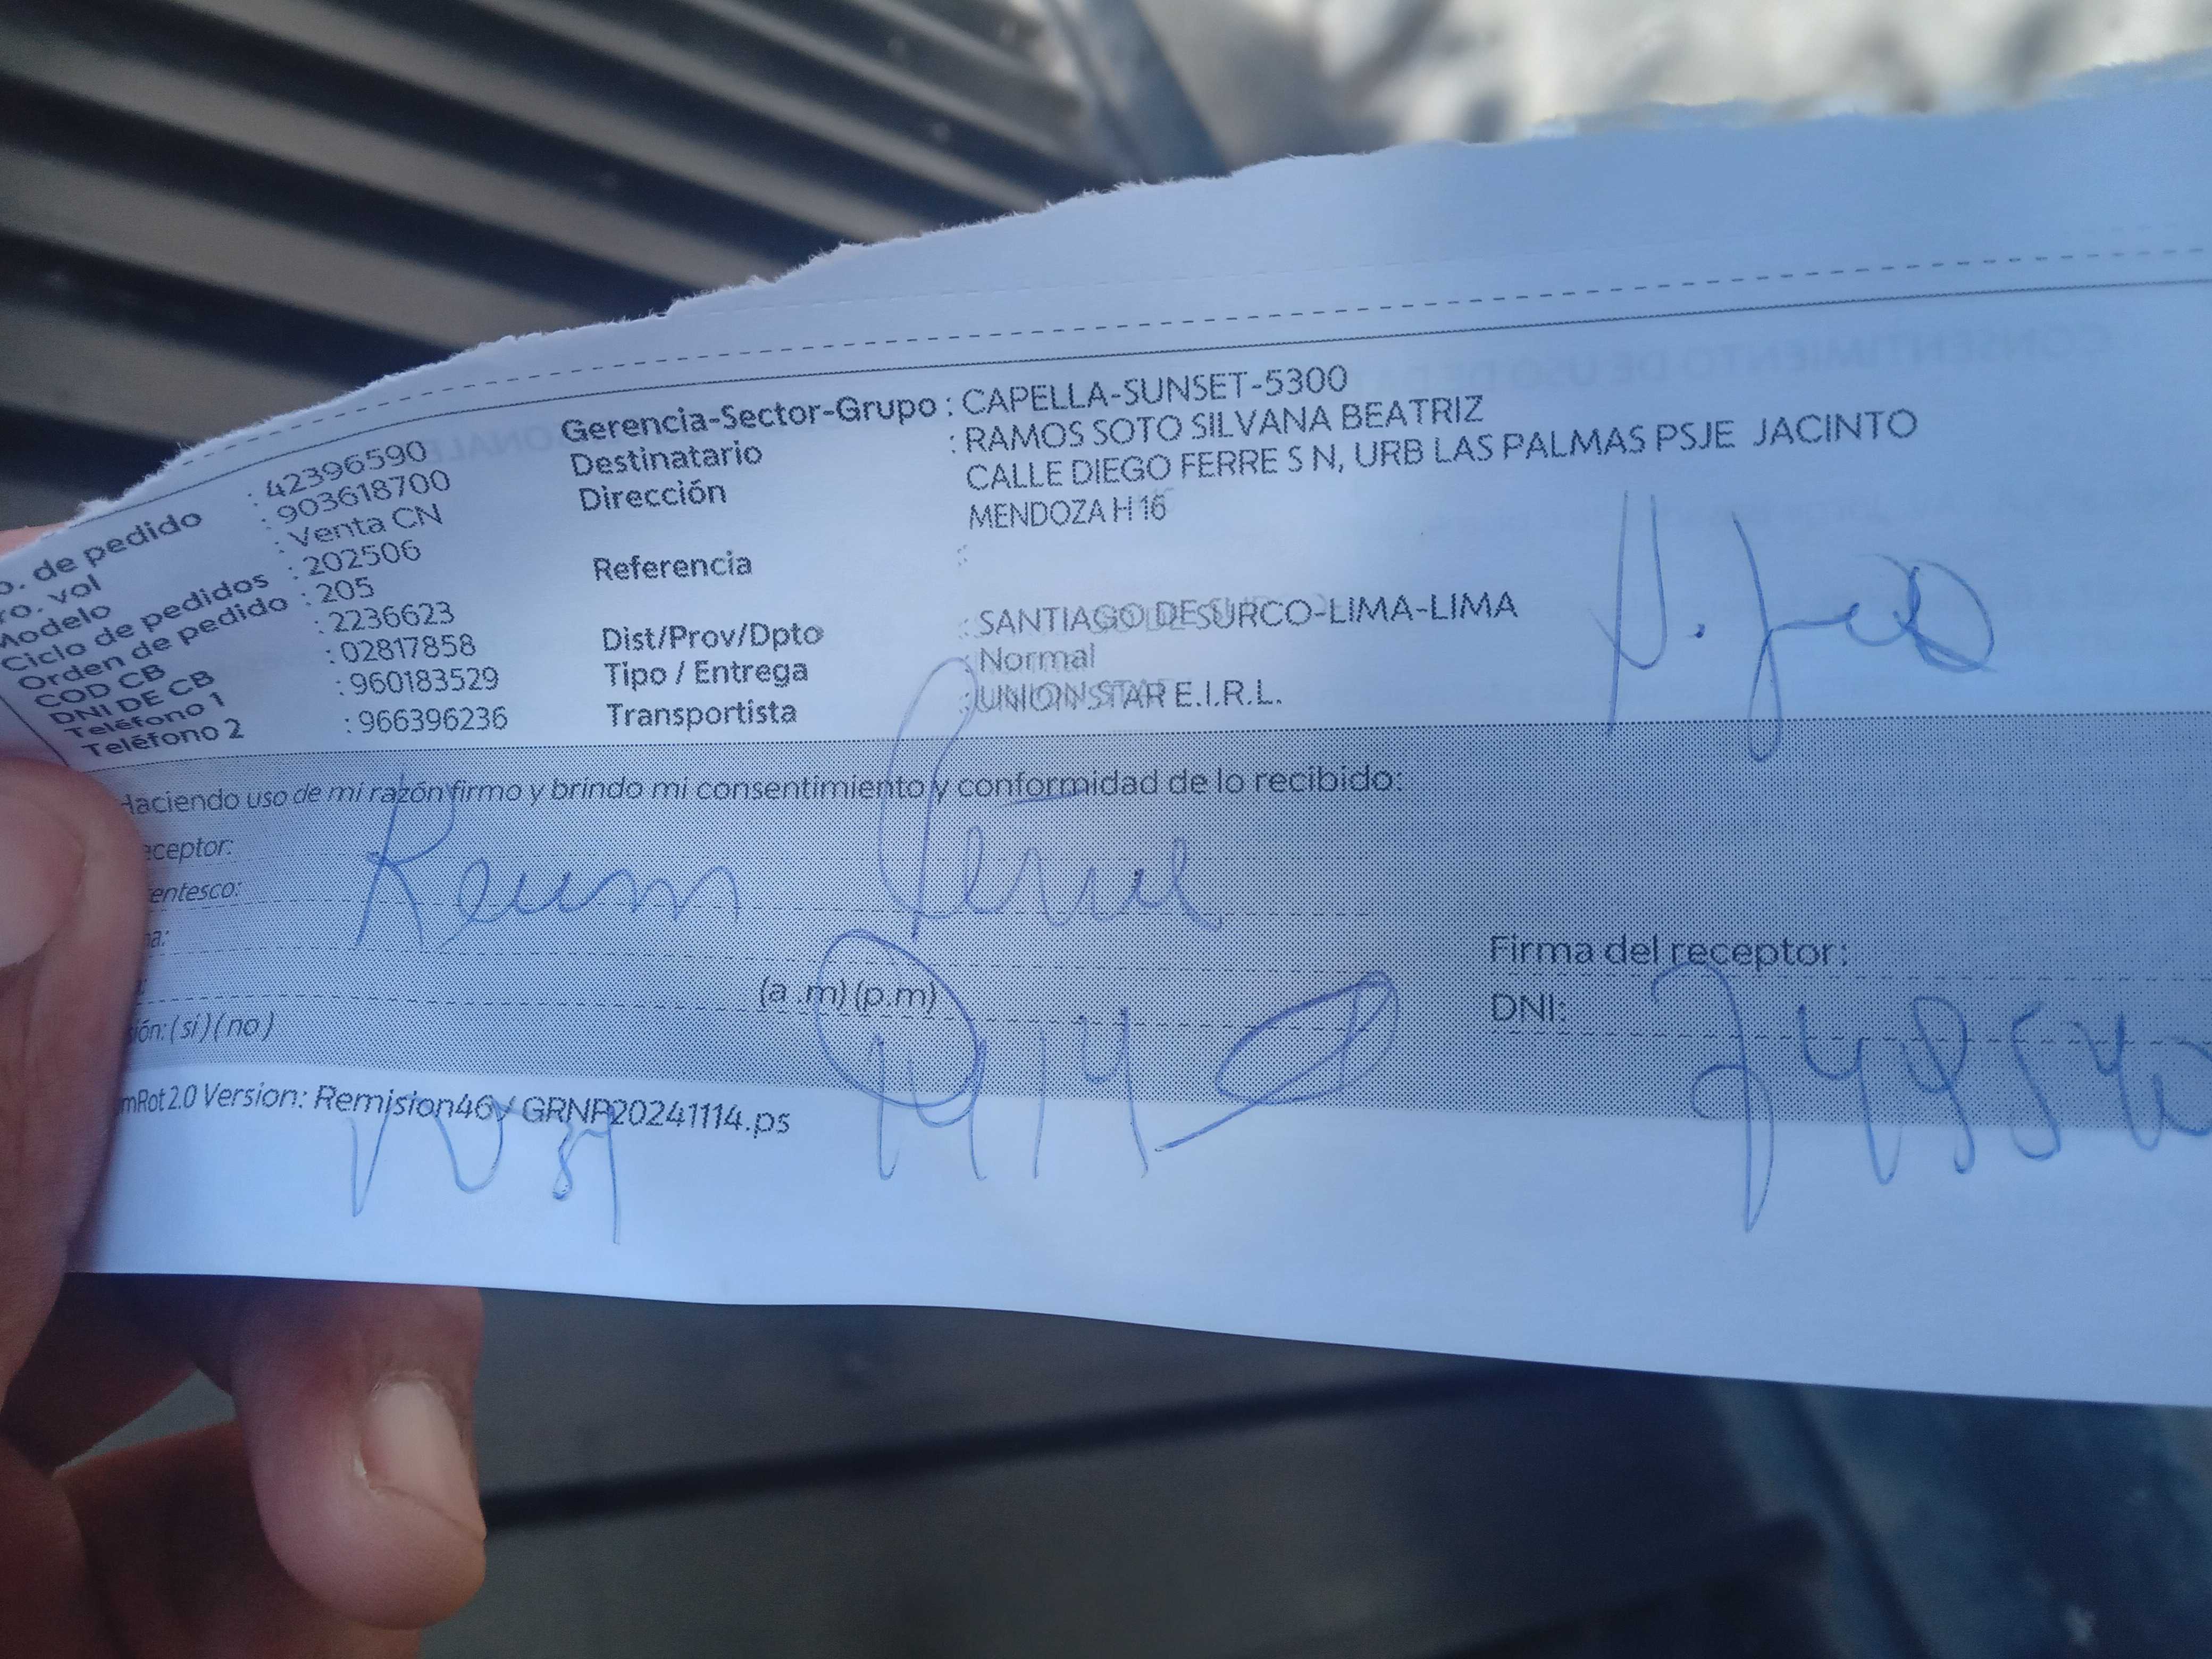 o. de pedido : 42396590
ro. vol : 903618700
Modelo : Venta CN
Ciclo de pedidos : 202506
Orden de pedido : 205
COD CB : 2236623
DNI DE CB : 02817858
Teléfono 1 : 960183529
Teléfono 2 : 966396236
Gerencia-Sector-Grupo : CAPELLA-SUNSET-5300
Destinatario : RAMOS SOTO SILVANA BEATRIZ
Dirección CALLE DIEGO FERRE S N, URB LAS PALMAS PSJE JACINTO
MENDOZA H 16
Referencia :
Dist/Prov/Dpto : SANTIAGO DE SURCO-LIMA-LIMA
Tipo / Entrega : Normal
Transportista : UNION STAR E.I.R.L.
Haciendo uso de mi razón firmo y brindo mi consentimiento y conformidad de lo recibido:
eceptor:
entesco:
na:
: (a .m) (p.m)
sión: ( si ) ( no )
Firma del receptor:
DNI:
mRot2.0 Version: Remision46 / GRNP20241114.ps